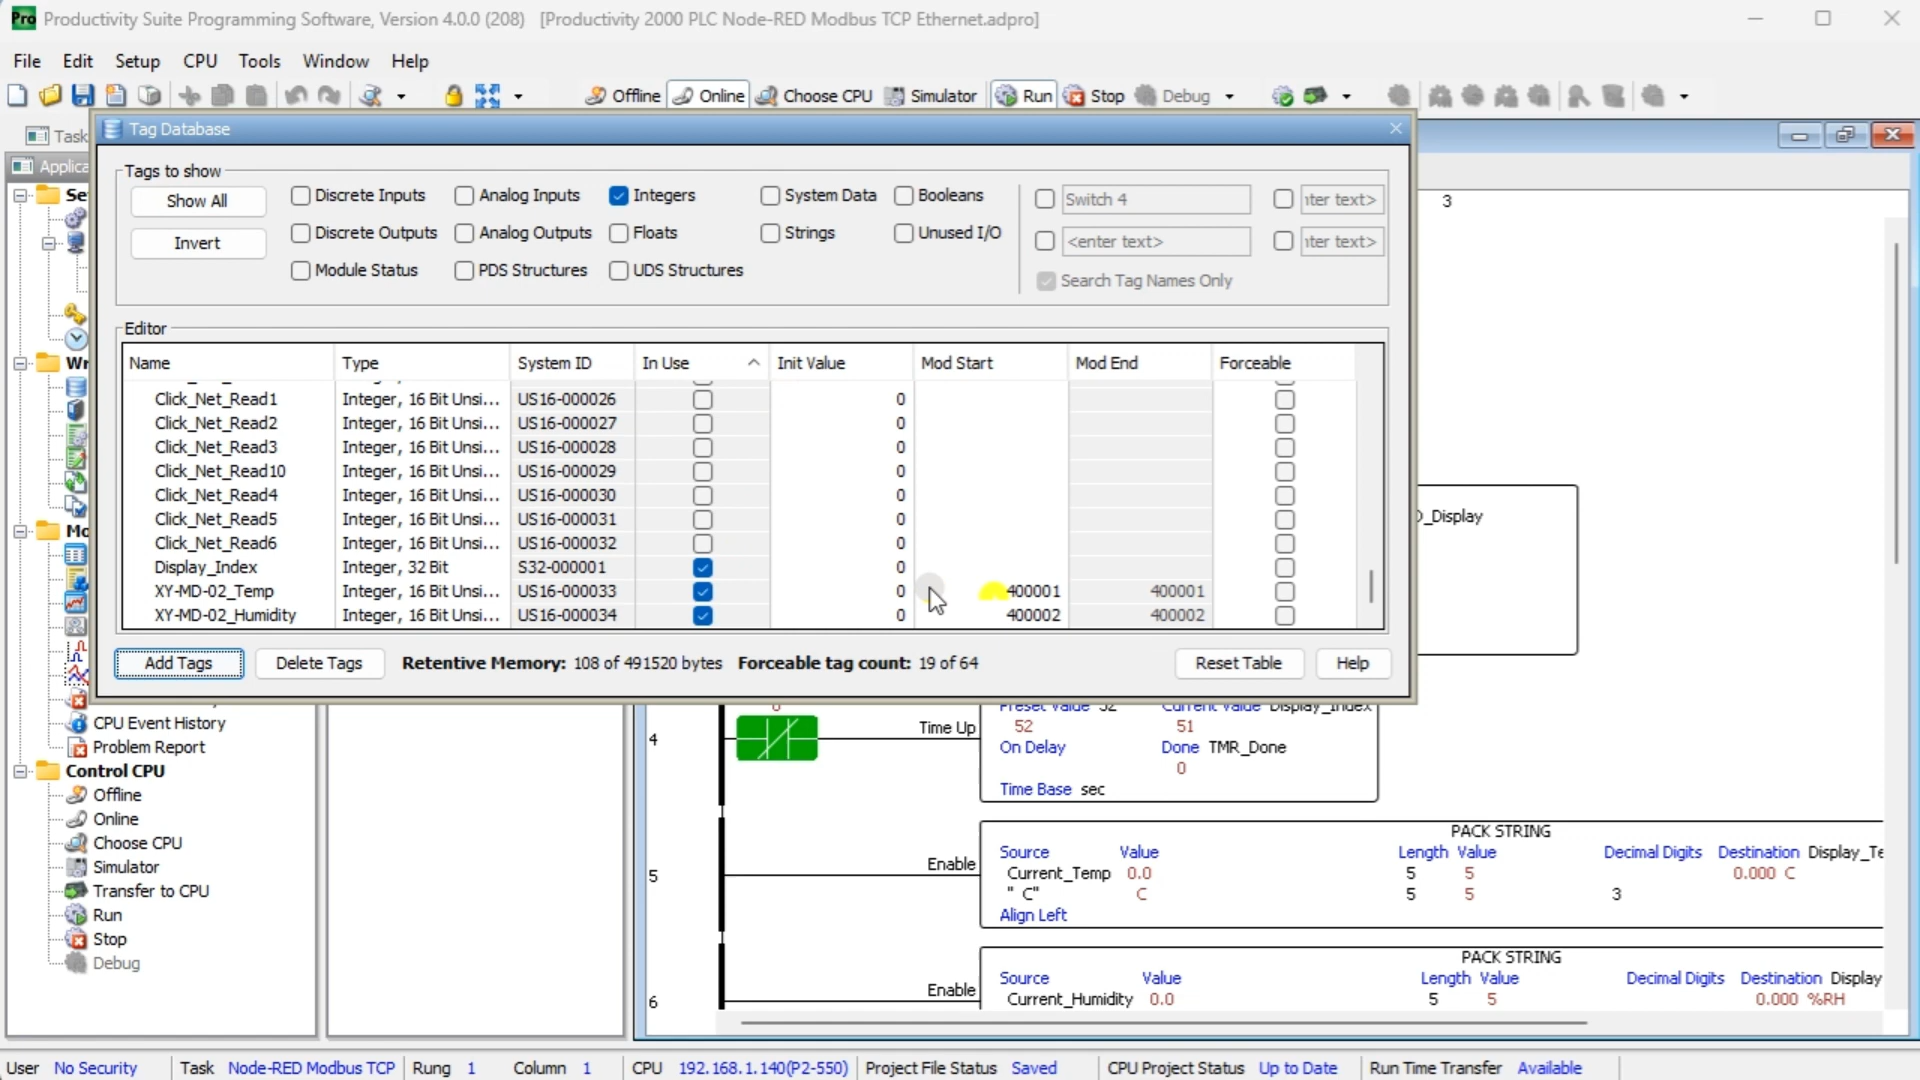 Pro Productivity Suite Programming Software, Version 4.0.0 (208) [Productivity 2000 PLC Node-RED Modbus TCP Ethernet.adpro]
File Edit Setup CPU Tools Window Help
Offline Online Choose CPU Simulator Run Stop Debug
Task
Tag Database
Applica
Tags to show
Show All
Invert
Discrete Inputs Analog Inputs Integers System Data Booleans Switch 4
Discrete Outputs Analog Outputs Floats Strings Unused I/O <enter text>
Module Status PDS Structures UDS Structures Search Tag Names Only
3
Editor
Name Type System ID In Use Init Value Mod Start Mod End Forceable
Click_Net_Read1 Integer, 16 Bit Unsi... US16-000026 0
Click_Net_Read2 Integer, 16 Bit Unsi... US16-000027 0
Click_Net_Read3 Integer, 16 Bit Unsi... US16-000028 0
Click_Net_Read10 Integer, 16 Bit Unsi... US16-000029 0
Click_Net_Read4 Integer, 16 Bit Unsi... US16-000030 0
Click_Net_Read5 Integer, 16 Bit Unsi... US16-000031 0
Click_Net_Read6 Integer, 16 Bit Unsi... US16-000032 0
Display_Index Integer, 32 Bit S32-000001 0
XY-MD-02_Temp Integer, 16 Bit Unsi... US16-000033 0 400001 400001
XY-MD-02_Humidity Integer, 16 Bit Unsi... US16-000034 0 400002 400002
_Display
Add Tags Delete Tags Retentive Memory: 108 of 491520 bytes Forceable tag count: 19 of 64 Reset Table Help
CPU Event History
Problem Report
Control CPU
Offline
Online
Choose CPU
Simulator
Transfer to CPU
Run
Stop
Debug
4 Time Up
Preset Value 52 Current Value Display_Index
52 51
On Delay Done TMR_Done
0
Time Base sec
5 Enable
PACK STRING
Source Value Length Value Decimal Digits Destination Display_Te
Current_Temp 0.0 5 5 0.000 C
" C" C 5 5 3
Align Left
6 Enable
PACK STRING
Source Value Length Value Decimal Digits Destination Display
Current_Humidity 0.0 5 5 0.000 %RH
User No Security Task Node-RED Modbus TCP Rung 1 Column 1 CPU 192.168.1.140(P2-550) Project File Status Saved CPU Project Status Up to Date Run Time Transfer Available